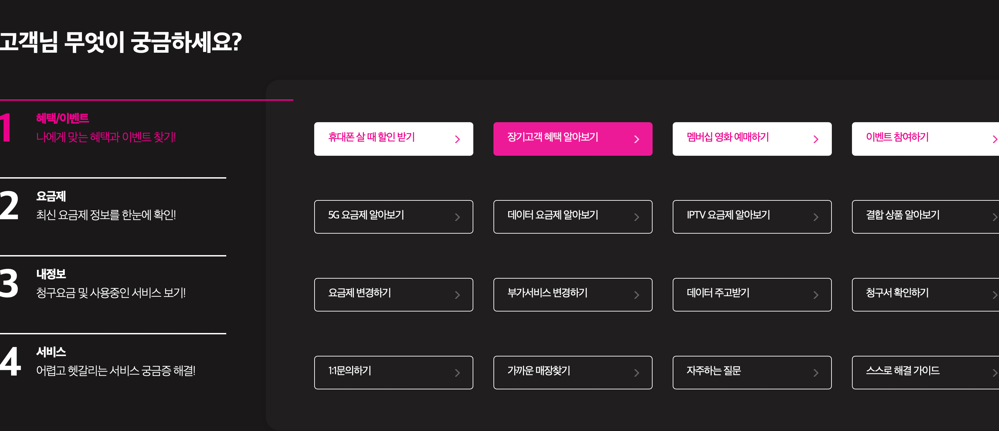 고객님 무엇이 궁금하세요?
1
혜택/이벤트
나에게 맞는 혜택과 이벤트 찾기!
휴대폰 살 때 할인 받기
장기고객 혜택 알아보기
멤버십 영화 예매하기
이벤트 참여하기
2
요금제
최신 요금제 정보를 한눈에 확인!
5G 요금제 알아보기
데이터 요금제 알아보기
IPTV 요금제 알아보기
결합 상품 알아보기
3
내정보
청구요금 및 사용중인 서비스 보기!
요금제 변경하기
부가서비스 변경하기
데이터 주고받기
청구서 확인하기
4
서비스
어렵고 헷갈리는 서비스 궁금증 해결!
1:1문의하기
가까운 매장찾기
자주하는 질문
스스로 해결 가이드